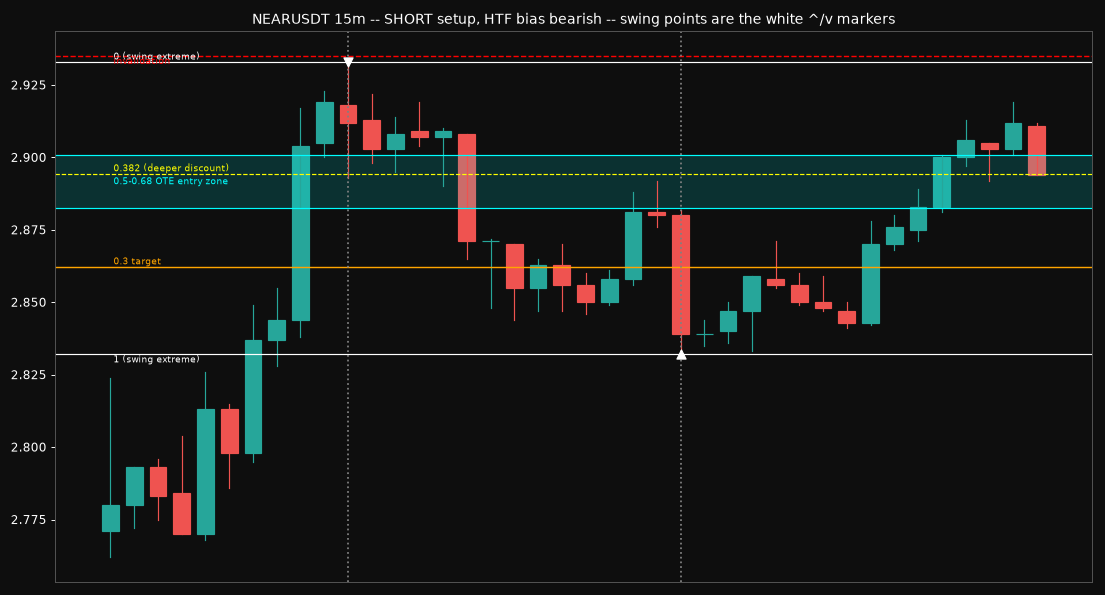 NEARUSDT 15m -- SHORT setup, HTF bias bearish -- swing points are the white ^/v markers
0 (swing extreme)
2.925
2.900
0.382 (deeper discount)
0.5-0.68 OTE entry zone
2.875
0.3 target
2.850
1 (swing extreme)
2.825
2.800
2.775